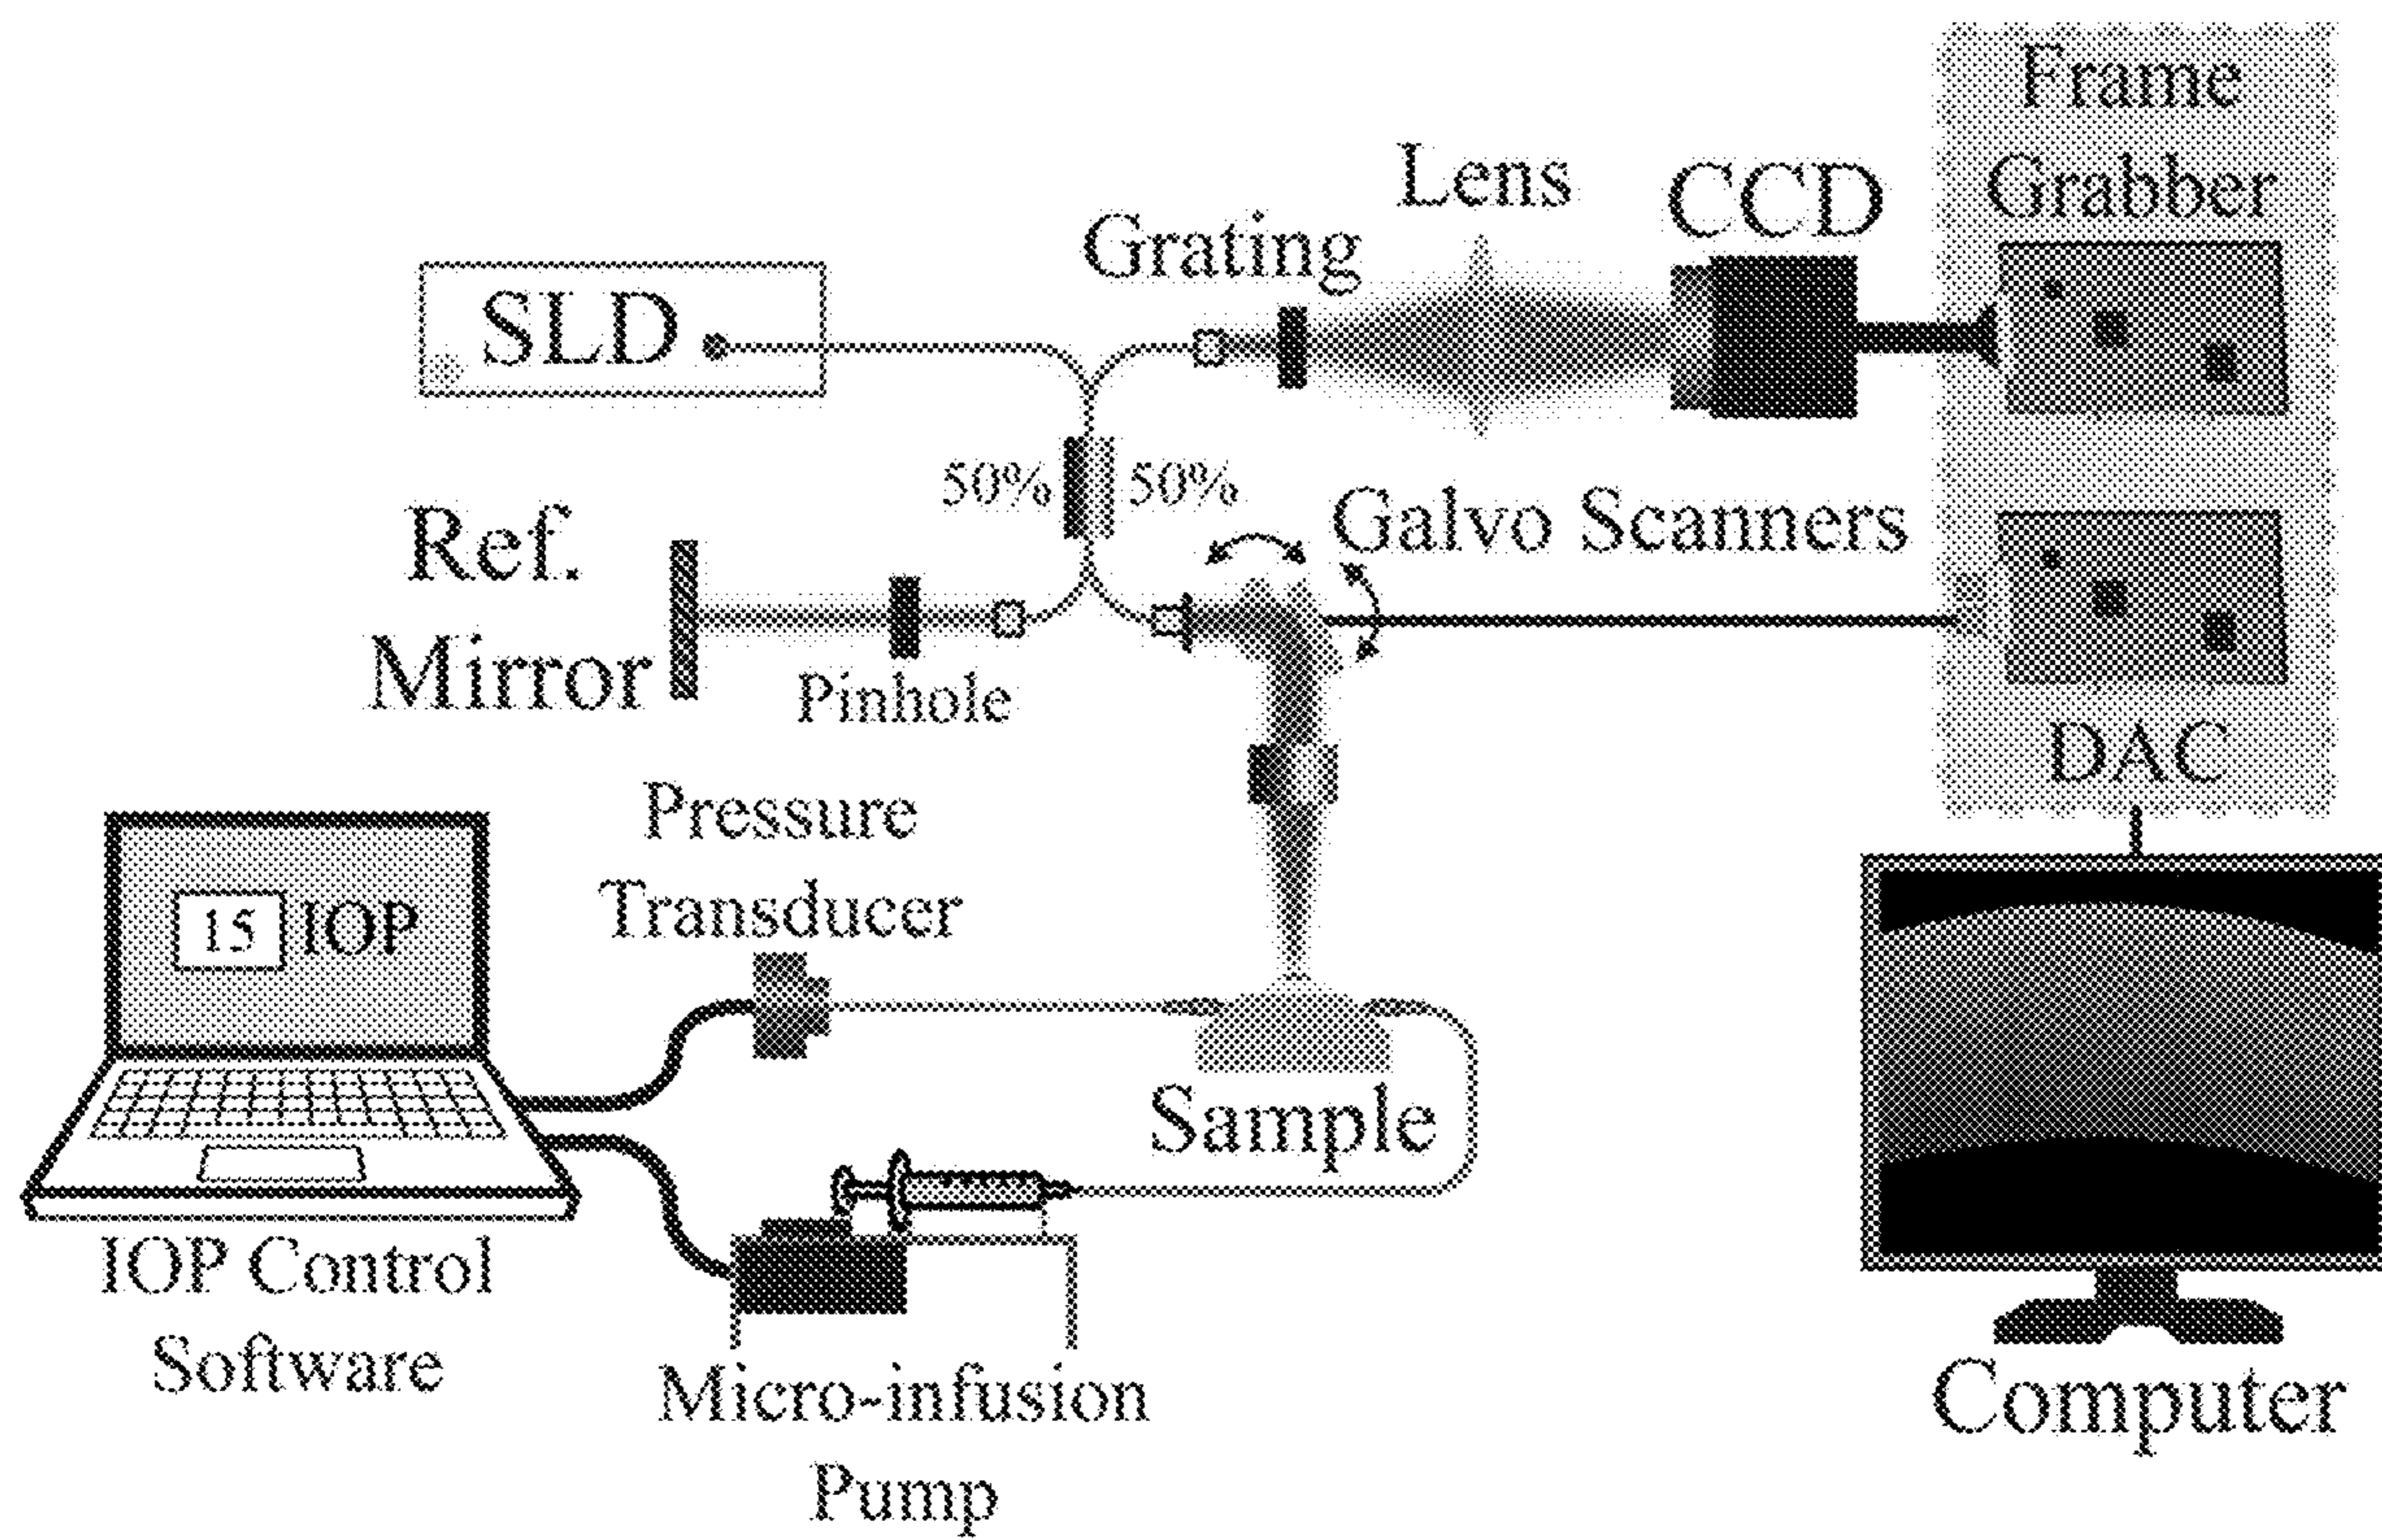 Frame
Grabber
Lens
CCD
Grating
SLD
50%
50%
Galvo Scanners
Ref.
Mirror
Pinhole
DAC
Pressure
Transducer
15
IOP
Sample
IOP Control
Software
Micro-infusion
Pump
Computer